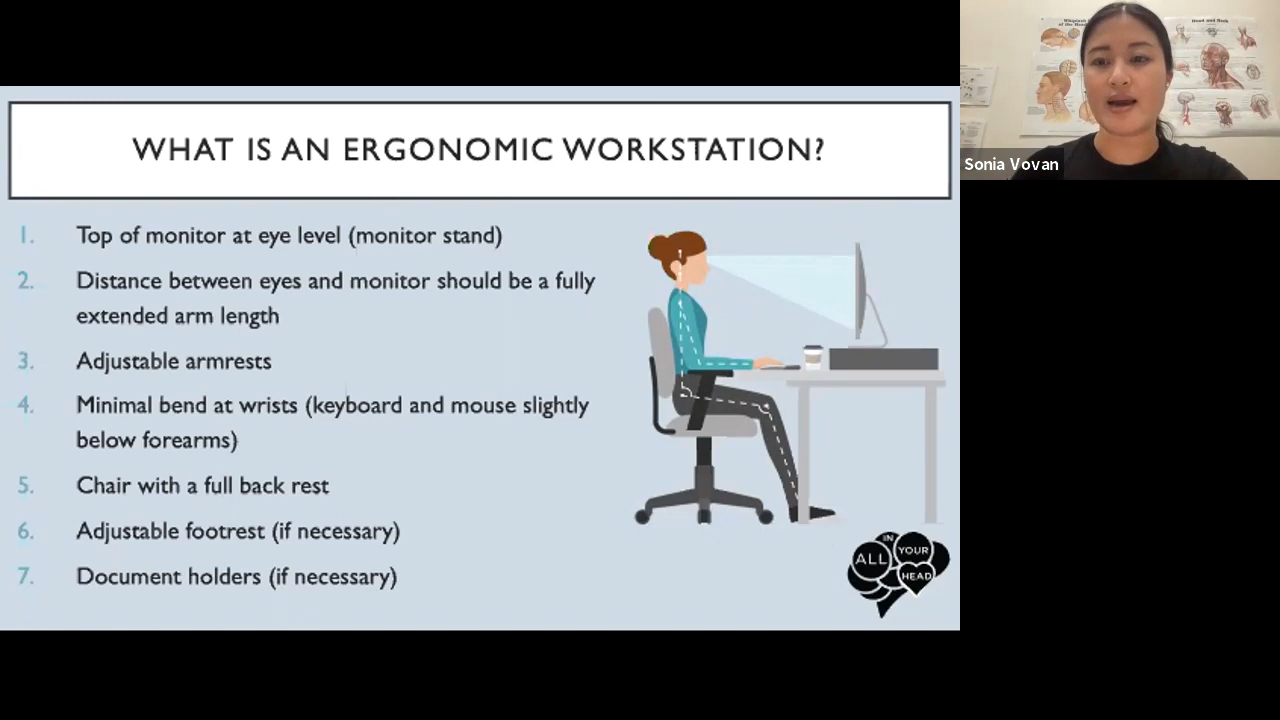 WHAT IS AN ERGONOMIC WORKSTATION?
1. Top of monitor at eye level (monitor stand)
2. Distance between eyes and monitor should be a fully
extended arm length
3. Adjustable armrests
4. Minimal bend at wrists (keyboard and mouse slightly
below forearms)
5. Chair with a full back rest
6. Adjustable footrest (if necessary)
7. Document holders (if necessary)
ALL
IN
YOUR
HEAD
Head and Neck
Sonia Vovan